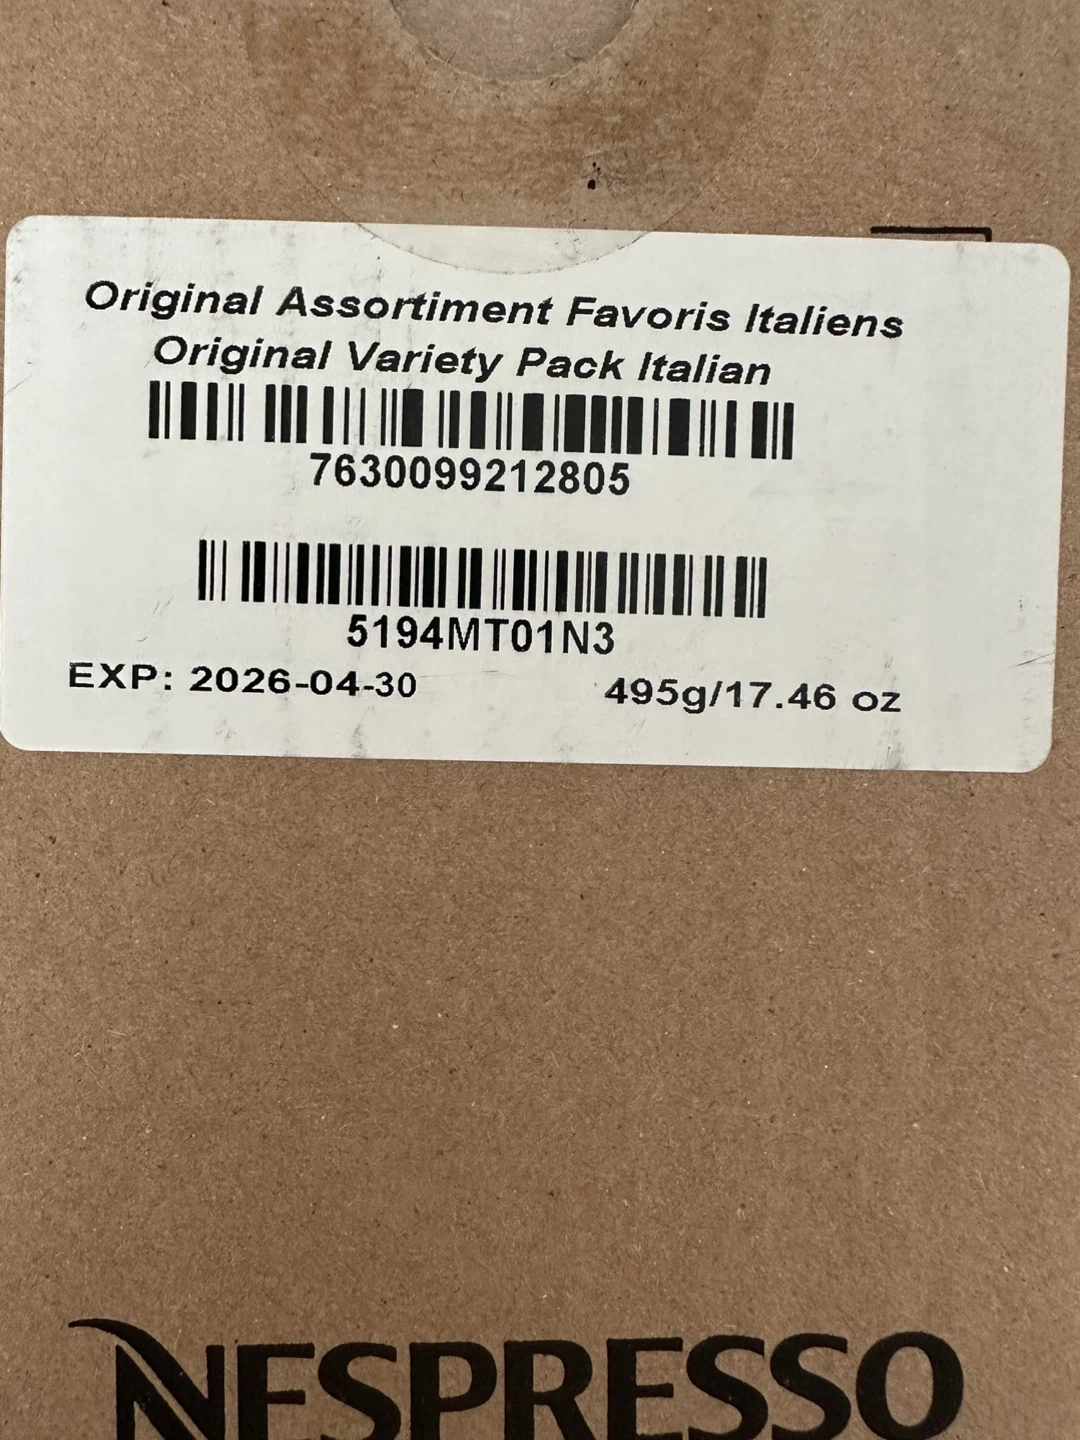 Original Assortiment Favoris Italiens
Original Variety Pack Italian
7630099212805
5194MT01N3
EXP: 2026-04-30 495g/17.46 oz
NESPRESSO